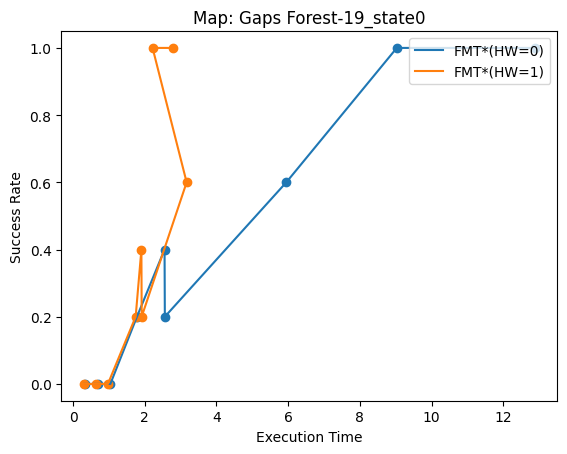 Map: Gaps Forest-19_state0
FMT*(HW=0)
FMT*(HW=1)
Success Rate
1.0
0.8
0.6
0.4
0.2
0.0
0 2 4 6 8 10 12
Execution Time